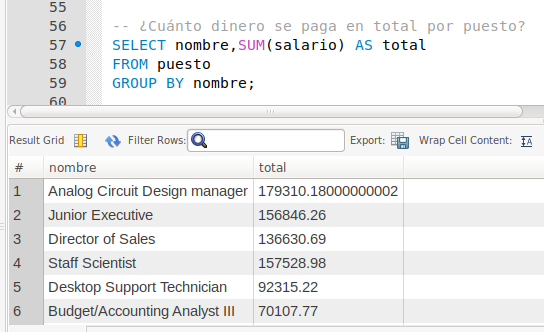 55
56 -- ¿Cuánto dinero se paga en total por puesto?
57 SELECT nombre,SUM(salario) AS total
58 FROM puesto
59 GROUP BY nombre;
60
Result Grid Filter Rows: Export: Wrap Cell Content: IA
# nombre total
1 Analog Circuit Design manager 179310.18000000002
2 Junior Executive 156846.26
3 Director of Sales 136630.69
4 Staff Scientist 157528.98
5 Desktop Support Technician 92315.22
6 Budget/Accounting Analyst III 70107.77